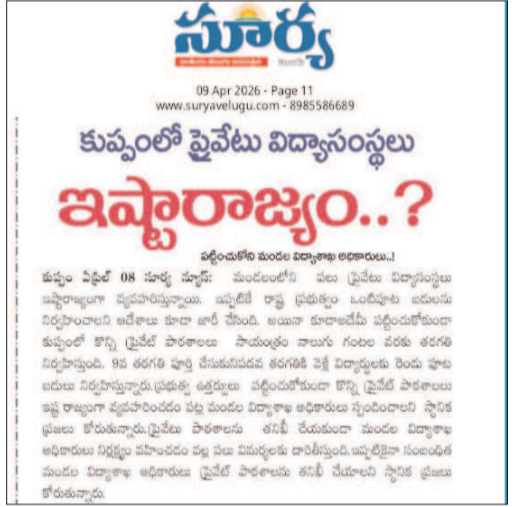 సూర్య
09 Apr 2026 - Page 11
www.suryavelugu.com - 8985586689
కుప్పంలో ప్రైవేటు విద్యాసంస్థలు
ఇష్టారాజ్యం..?
పట్టించుకోని మండల విద్యాశాఖ అధికారులు..!
కుప్పం ఏప్రిల్ 08 సూర్య న్యూస్: మండలంలోని పలు ప్రైవేటు విద్యాసంస్థలు
ఇష్టారాజ్యంగా వ్యవహరిస్తున్నాయి. ఇప్పటికే రాష్ట్ర ప్రభుత్వం ఒంటిపూట బడులను
నిర్వహించాలని ఆదేశాలు కూడా జారీ చేసింది. అయినా కూడాఅదేమీ పట్టించుకోకుండా
కుప్పంలో కొన్ని ప్రైవేట్ పాఠశాలలు సాయంత్రం నాలుగు గంటల వరకు తరగతి
నిర్వహిస్తుంది. 9వ తరగతి పూర్తి చేసుకునిపదవ తరగతికి వెళ్లే విద్యార్థులకు రెండు పూట
బడులు నిర్వహిస్తున్నారు.ప్రభుత్వ ఉత్తర్వులు పట్టించుకోకుండా కొన్ని ప్రైవేట్ పాఠశాలలు
ఇష్ట రాజ్యంగా వ్యవహరించడం పట్ల మండల విద్యాశాఖ అధికారులు స్పందించాలని స్థానిక
ప్రజలు కోరుతున్నారు.ప్రైవేటు పాఠశాలను తనిఖీ చేయకుండా మండల విద్యాశాఖ
అధికారులు నిర్లక్ష్యం వహించడం వల్ల పలు విమర్శలకు దారితీస్తుంది.ఇప్పటికైనా సంబంధిత
మండల విద్యాశాఖ అధికారులు ప్రైవేట్ పాఠశాలను తనిఖీ చేయాలని స్థానిక ప్రజలు
కోరుతున్నారు.